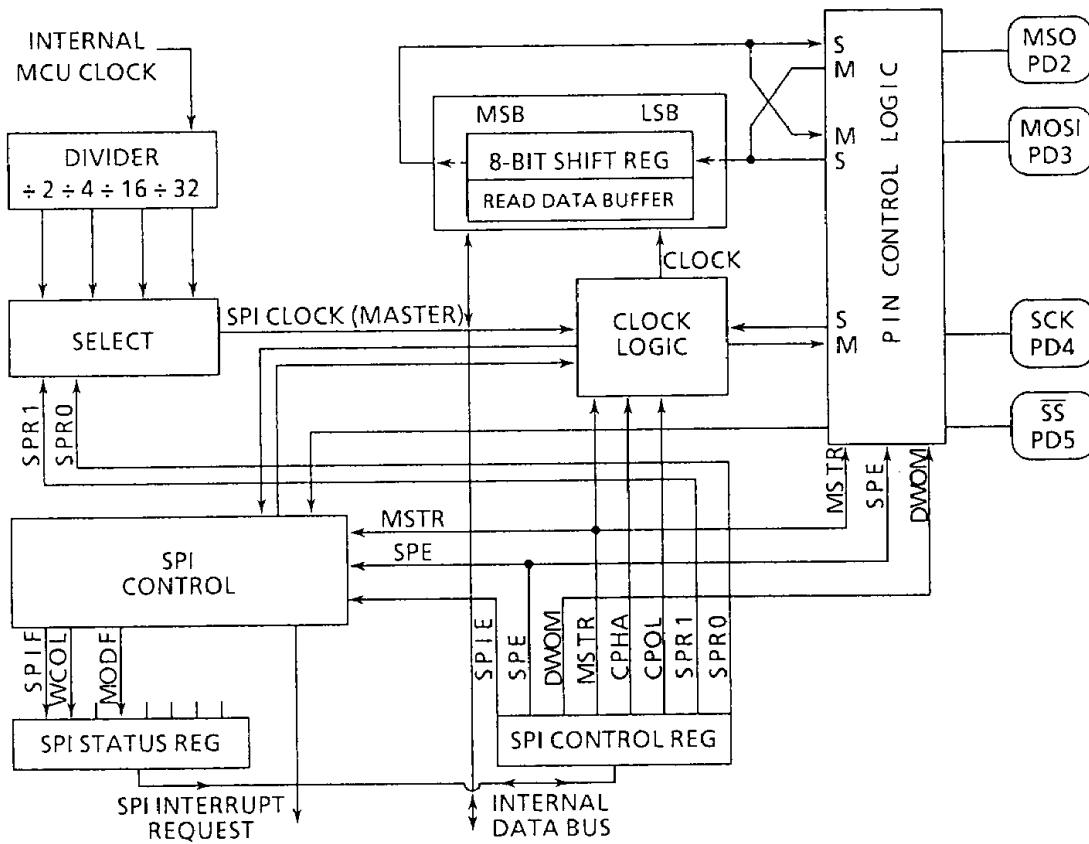 INTERNAL
MCU CLOCK
DIVIDER
÷ 2 ÷ 4 ÷ 16 ÷ 32
SELECT
SPR1
SPR0
SPI CLOCK (MASTER)
MSB
LSB
8-BIT SHIFT REG
READ DATA BUFFER
CLOCK
CLOCK
LOGIC
S
M
M
S
S
M
PIN CONTROL LOGIC
MSO
PD2
MOSI
PD3
SCK
PD4
SS
PD5
MSTR
SPE
DWOM
MSTR
SPE
SPI
CONTROL
SPIF
WCOL
MODF
SPI STATUS REG
SPIE
SPE
DWOM
MSTR
CPHA
CPOL
SPR1
SPR0
SPI CONTROL REG
SPI INTERRUPT
REQUEST
INTERNAL
DATA BUS